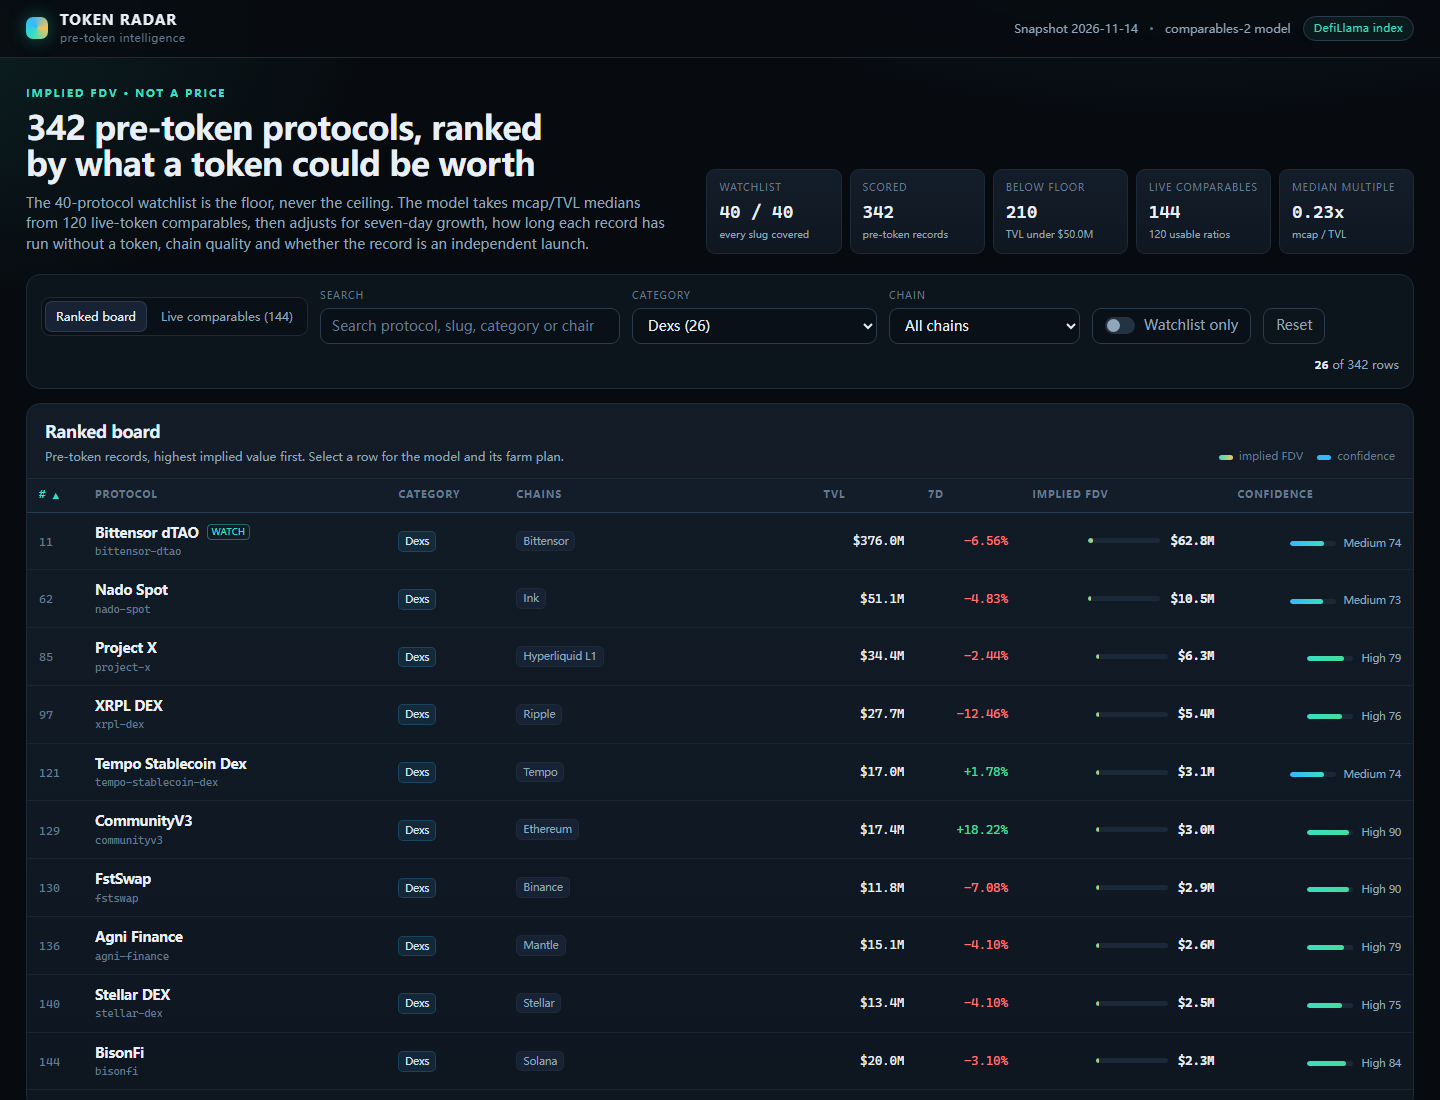 TOKEN RADAR
pre-token intelligence
Snapshot 2026-11-14 • comparables-2 model DefiLlama index
IMPLIED FDV • NOT A PRICE
342 pre-token protocols, ranked
by what a token could be worth
The 40-protocol watchlist is the floor, never the ceiling. The model takes mcap/TVL medians
from 120 live-token comparables, then adjusts for seven-day growth, how long each record has
run without a token, chain quality and whether the record is an independent launch.
WATCHLIST
40 / 40
every slug covered
SCORED
342
pre-token records
BELOW FLOOR
210
TVL under $50.0M
LIVE COMPARABLES
144
120 usable ratios
MEDIAN MULTIPLE
0.23x
mcap / TVL
Ranked board
Live comparables (144)
SEARCH
Search protocol, slug, category or chair
CATEGORY
Dexs (26)
CHAIN
All chains
Watchlist only
Reset
26 of 342 rows
Ranked board
Pre-token records, highest implied value first. Select a row for the model and its farm plan.
implied FDV confidence
# ▲ PROTOCOL CATEGORY CHAINS TVL 7D IMPLIED FDV CONFIDENCE
11 Bittensor dTAO WATCH Dexs Bittensor $376.0M −6.56% $62.8M Medium 74
bittensor-dtao
62 Nado Spot Dexs Ink $51.1M −4.83% $10.5M Medium 73
nado-spot
85 Project X Dexs Hyperliquid L1 $34.4M −2.44% $6.3M High 79
project-x
97 XRPL DEX Dexs Ripple $27.7M −12.46% $5.4M High 76
xrpl-dex
121 Tempo Stablecoin Dex Dexs Tempo $17.0M +1.78% $3.1M Medium 74
tempo-stablecoin-dex
129 CommunityV3 Dexs Ethereum $17.4M +18.22% $3.0M High 90
communityv3
130 FstSwap Dexs Binance $11.8M −7.08% $2.9M High 90
fstswap
136 Agni Finance Dexs Mantle $15.1M −4.10% $2.6M High 79
agni-finance
140 Stellar DEX Dexs Stellar $13.4M −4.10% $2.5M High 75
stellar-dex
144 BisonFi Dexs Solana $20.0M −3.10% $2.3M High 84
bisonfi